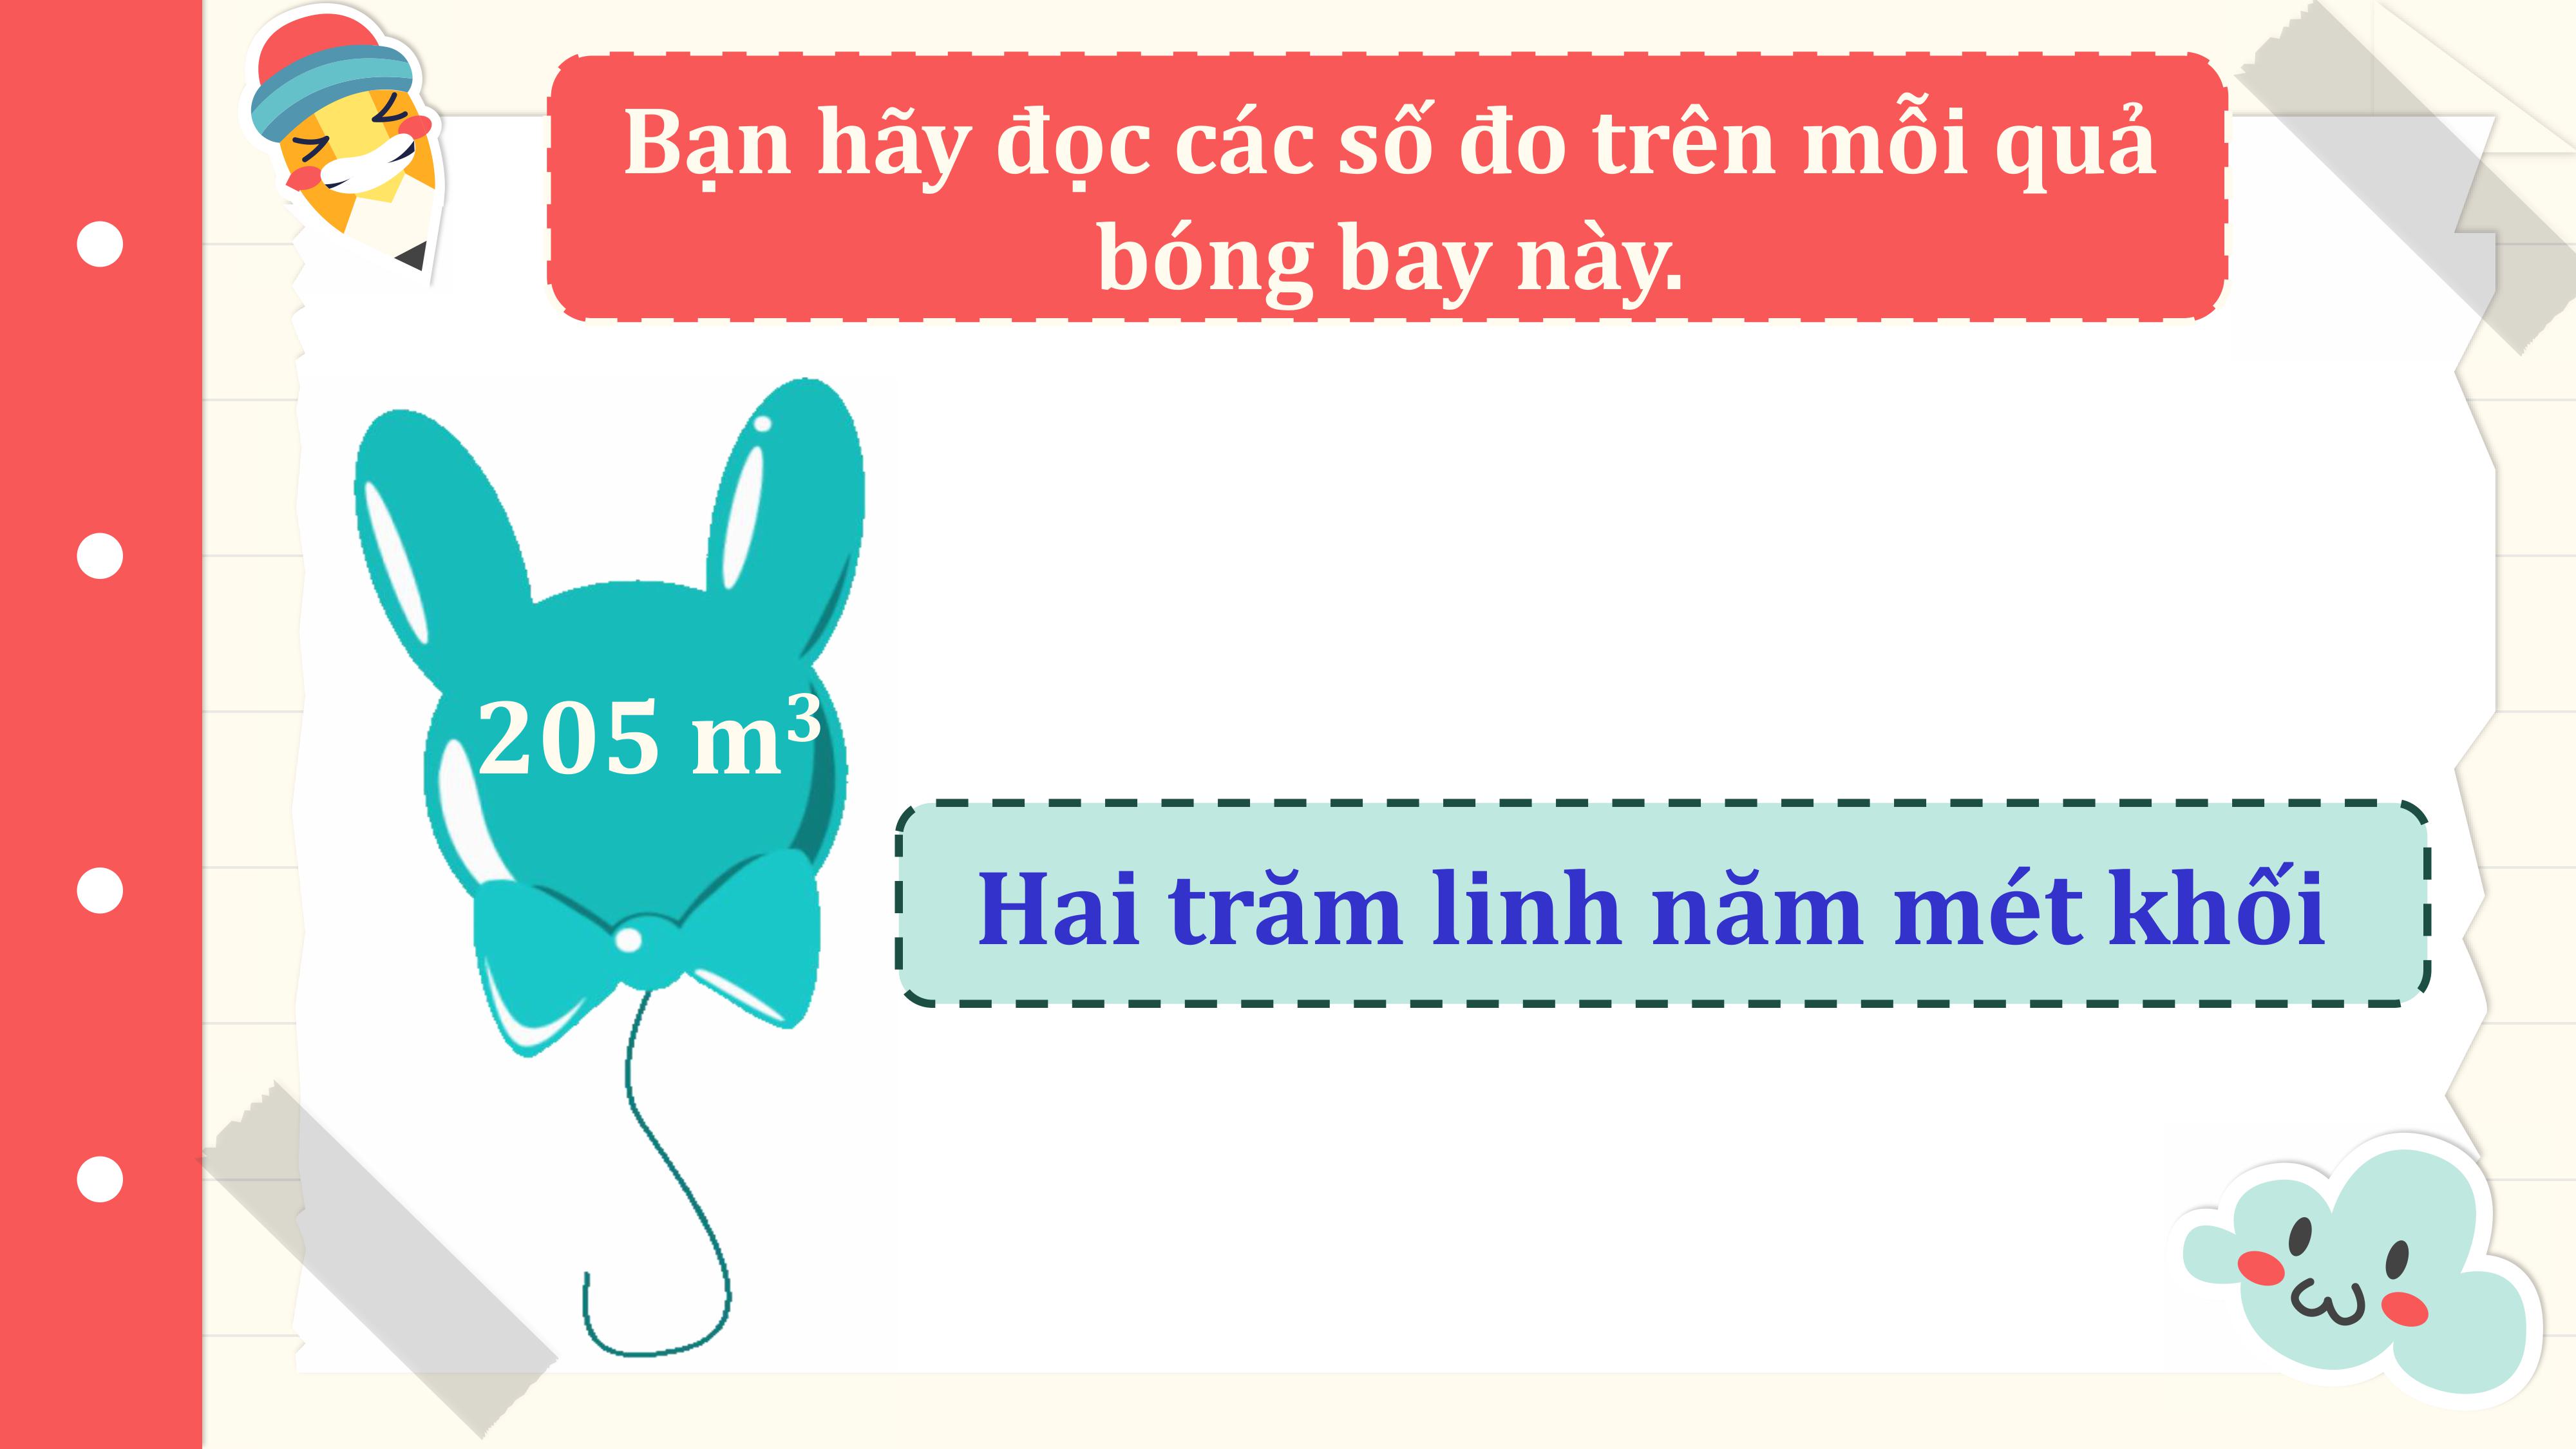 Bạn hãy đọc các số đo trên mỗi quả
bóng bay này.
205 m³
Hai trăm linh năm mét khối